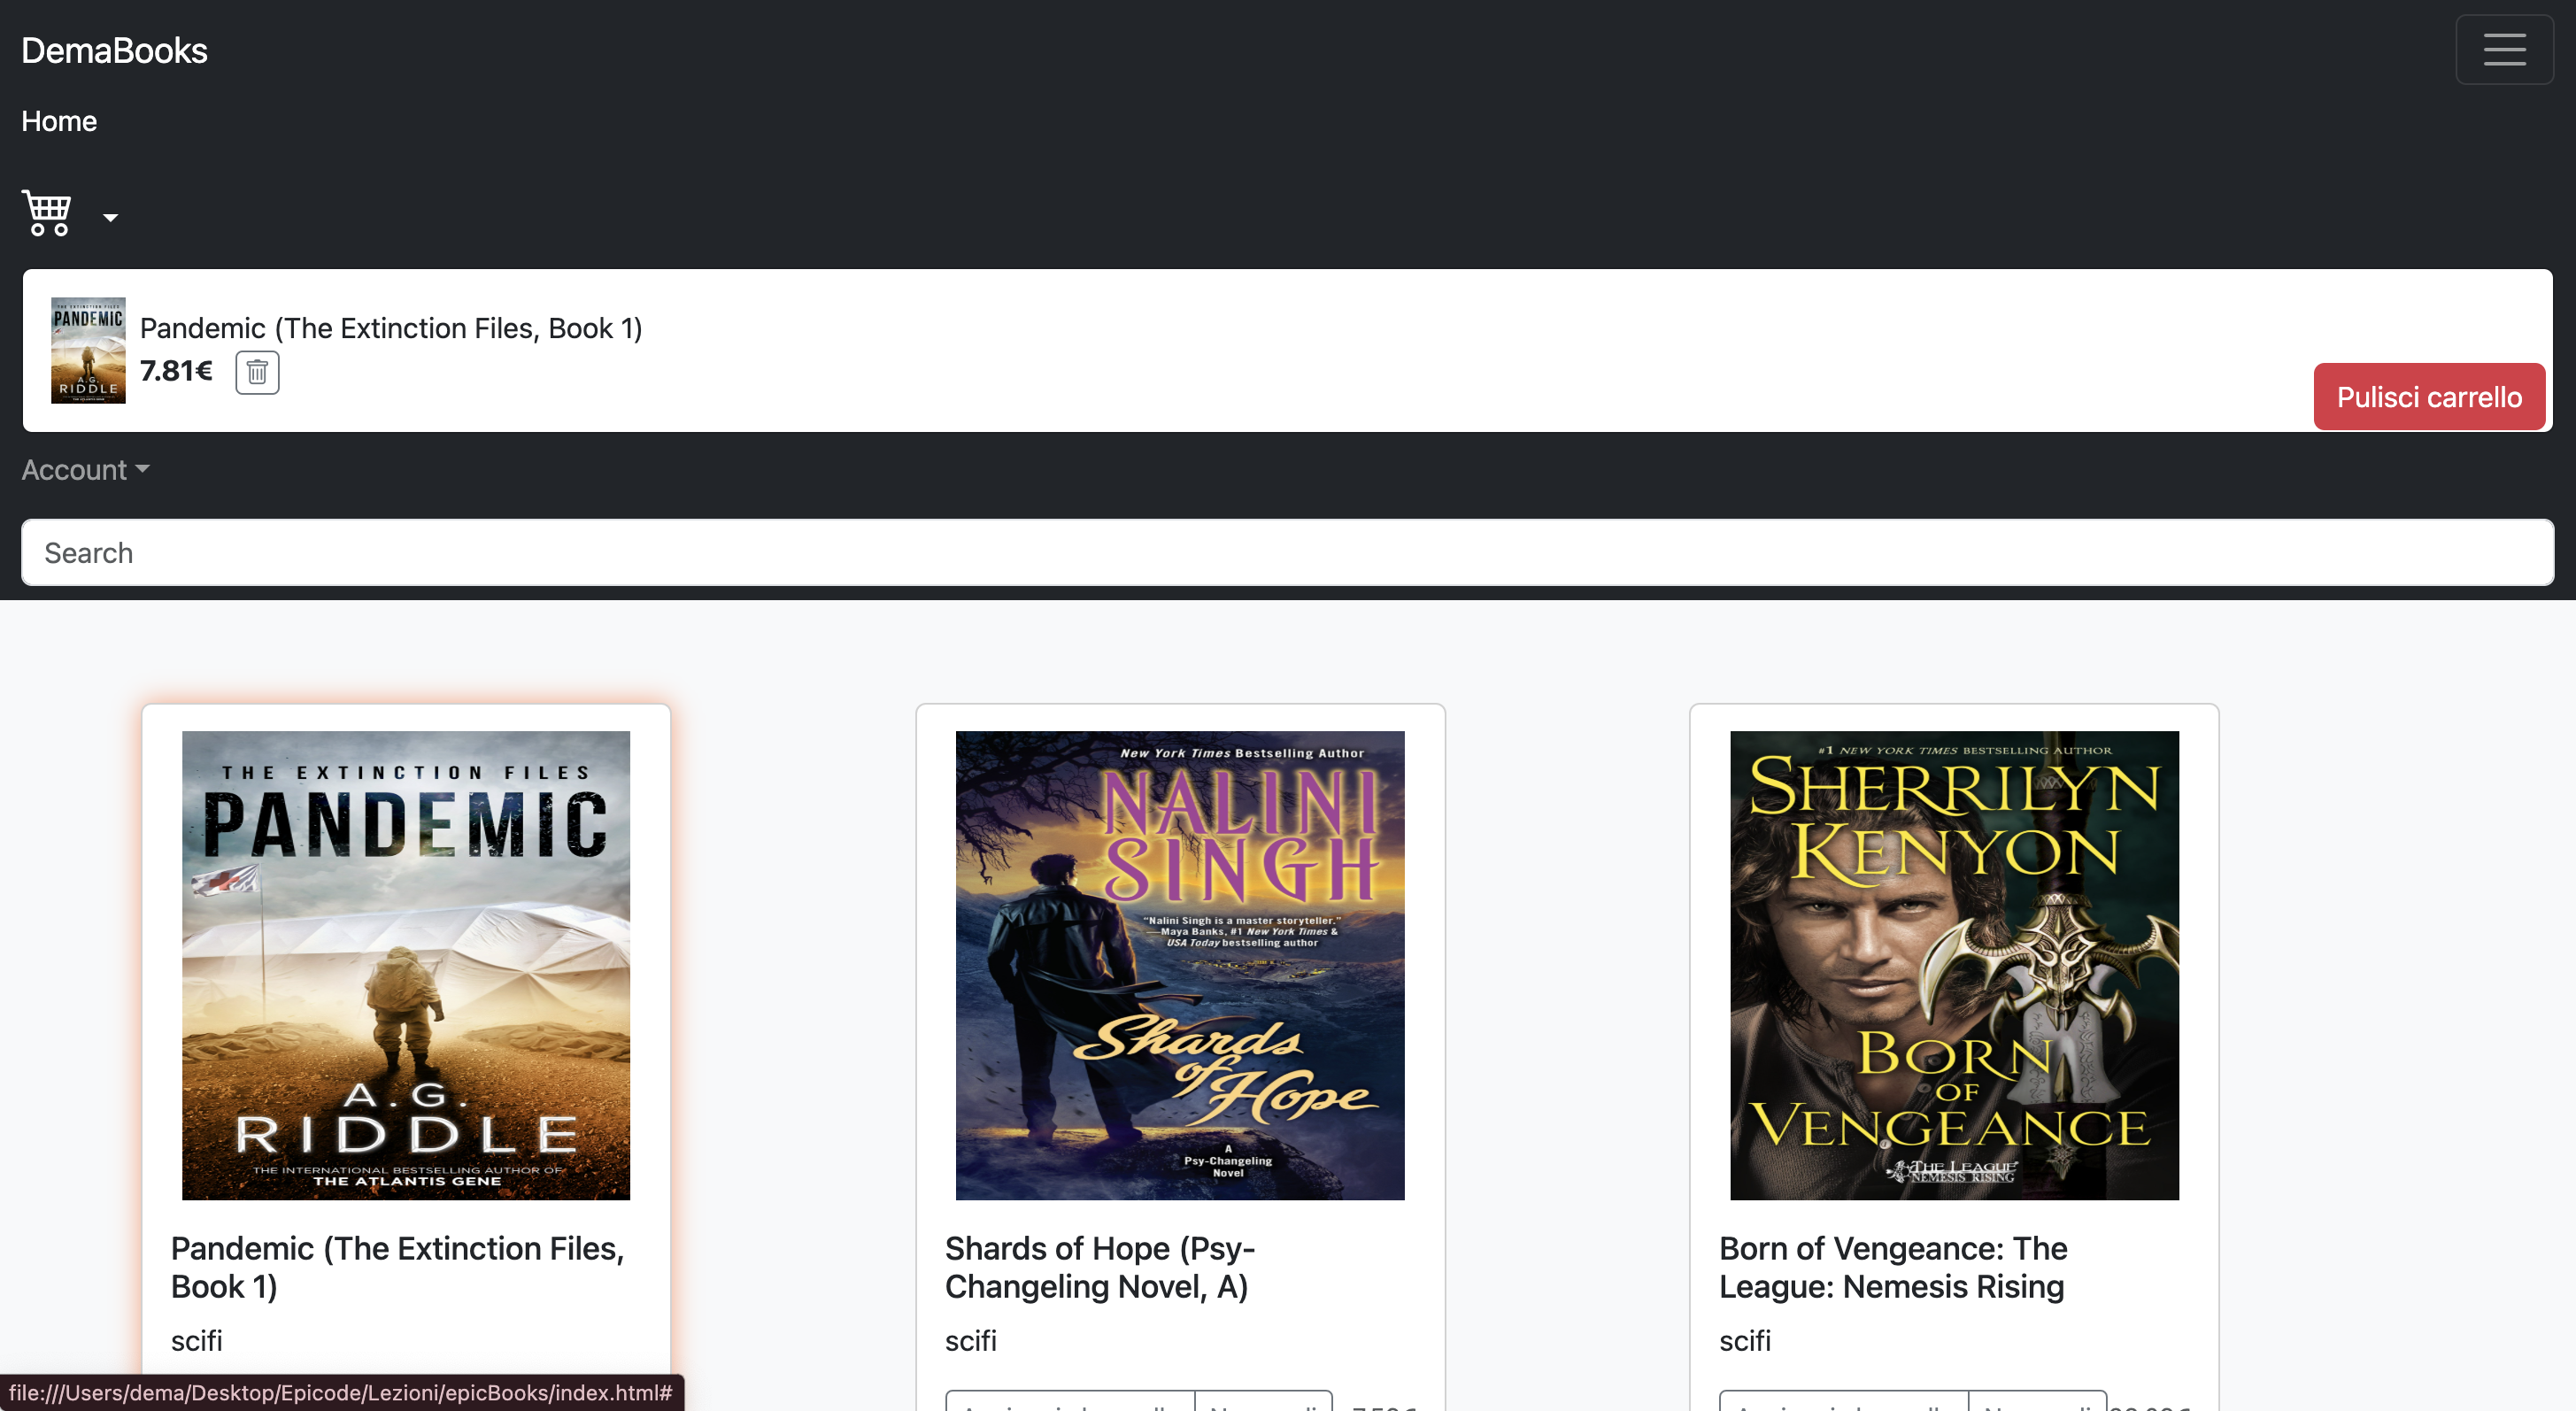 DemaBooks
Home
Pandemic (The Extinction Files, Book 1)
7.81€
Pulisci carrello
Account
Search
THE EXTINCTION FILES
PANDEMIC
A.G.
RIDDLE
THE INTERNATIONAL BESTSELLING AUTHOR OF
THE ATLANTIS GENE
Pandemic (The Extinction Files,
Book 1)
scifi
New York Times Bestselling Author
NALINI
SINGH
"Nalini Singh is a master storyteller."
—Maya Banks, #1 New York Times &
USA Today bestselling author
Shards
of
Hope
A
Psy-Changeling
Novel
Shards of Hope (Psy-
Changeling Novel, A)
scifi
#1 NEW YORK TIMES BESTSELLING AUTHOR
SHERRILYN
KENYON
BORN
OF
VENGEANCE
THE LEAGUE
NEMESIS RISING
Born of Vengeance: The
League: Nemesis Rising
scifi
file:///Users/dema/Desktop/Epicode/Lezioni/epicBooks/index.html#